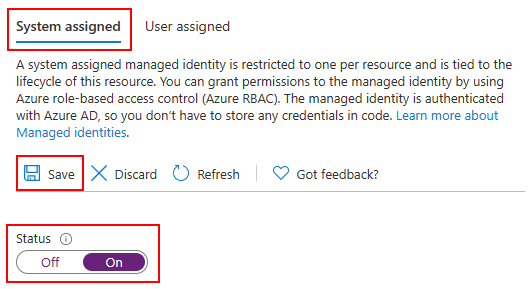 System assigned User assigned
A system assigned managed identity is restricted to one per resource and is tied to the
lifecycle of this resource. You can grant permissions to the managed identity by using
Azure role-based access control (Azure RBAC). The managed identity is authenticated
with Azure AD, so you don't have to store any credentials in code. Learn more about
Managed identities.
Save Discard Refresh Got feedback?
Status
Off On